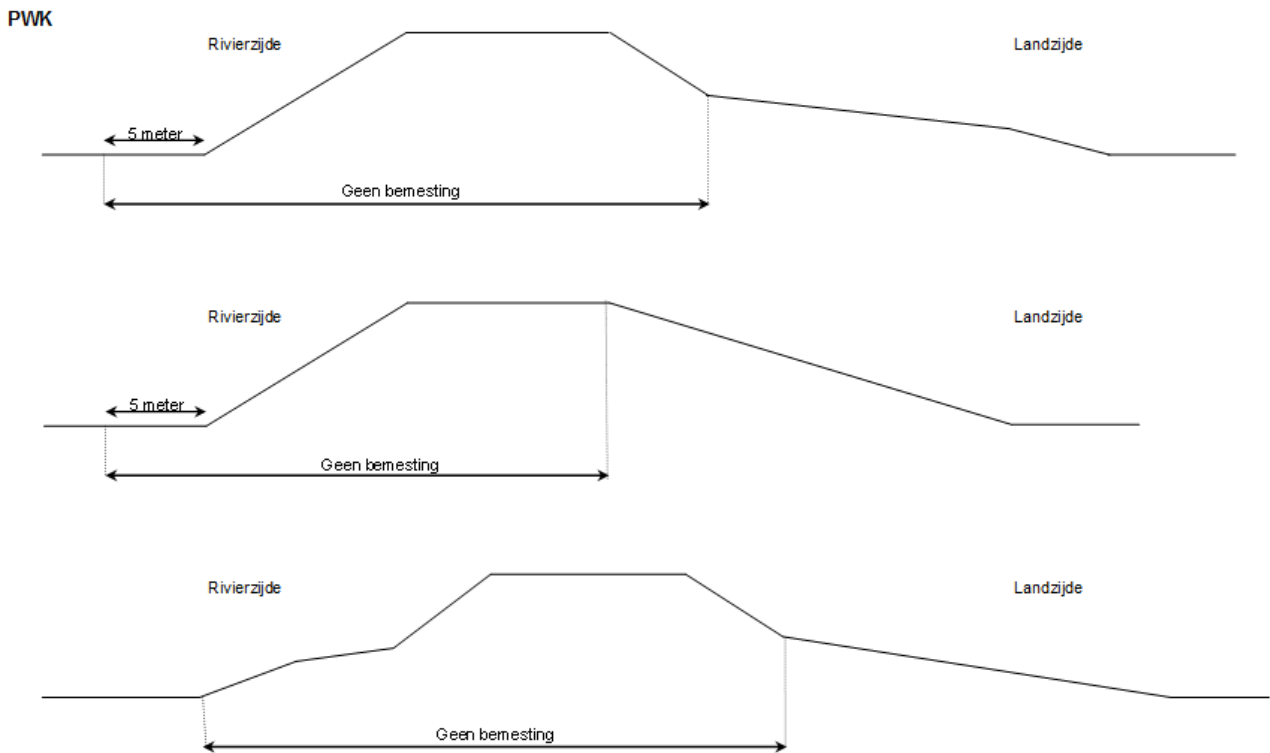 PWK
Rivierzijde
Landzijde
5 meter
Geen bemesting
Rivierzijde
Landzijde
5 meter
Geen bemesting
Rivierzijde
Landzijde
Geen bemesting